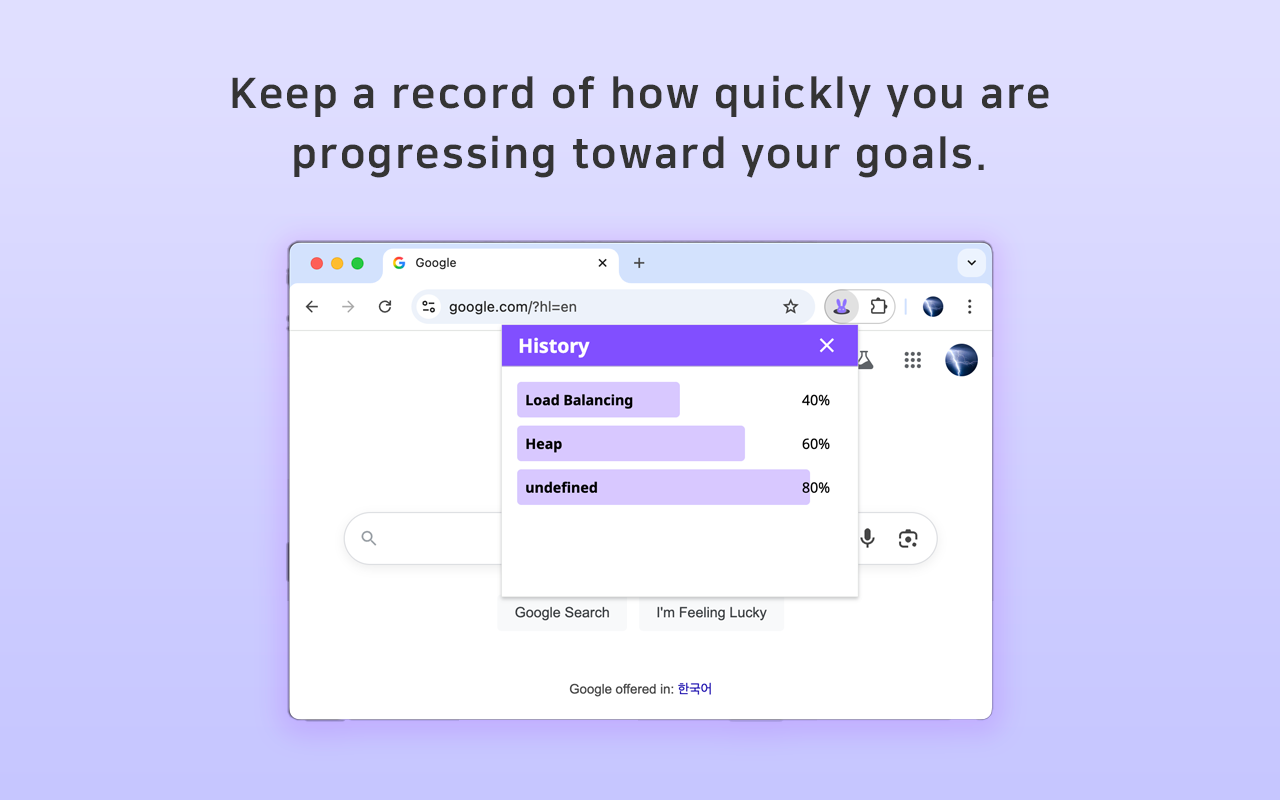 Keep a record of how quickly you are
progressing toward your goals.
Google
google.com/?hl=en
History
Load Balancing 40%
Heap 60%
undefined 80%
Google Search I'm Feeling Lucky
Google offered in: 한국어